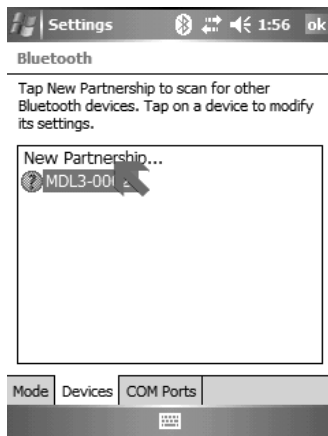 Settings 1:56 ok
Bluetooth
Tap New Partnership to scan for other
Bluetooth devices. Tap on a device to modify
its settings.
New Partnership...
MDL3-00
Mode Devices COM Ports